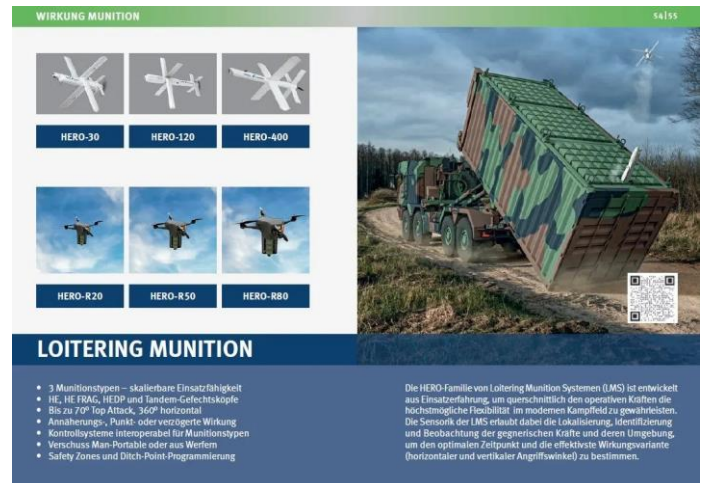 WIRKUNG MUNITION
54|55
HERO-30
HERO-120
HERO-400
HERO-R20
HERO-R50
HERO-R80
LOITERING MUNITION
• 3 Munitionstypen – skalierbare Einsatzfähigkeit
• HE, HE FRAG, HEDP und Tandem-Gefechtsköpfe
• Bis zu 70° Top Attack, 360° horizontal
• Annäherungs-, Punkt- oder verzögerte Wirkung
• Kontrollsysteme interoperabel für Munitionstypen
• Verschuss Man-Portable oder aus Werfern
• Safety Zones und Ditch-Point-Programmierung
Die HERO-Familie von Loitering Munition Systemen (LMS) ist entwickelt
aus Einsatzerfahrung, um querschnittlich den operativen Kräften die
höchstmögliche Flexibilität im modernen Kampffeld zu gewährleisten.
Die Sensorik der LMS erlaubt dabei die Lokalisierung, Identifizierung
und Beobachtung der gegnerischen Kräfte und deren Umgebung,
um den optimalen Zeitpunkt und die effektivste Wirkungsvariante
(horizontaler und vertikaler Angriffswinkel) zu bestimmen.